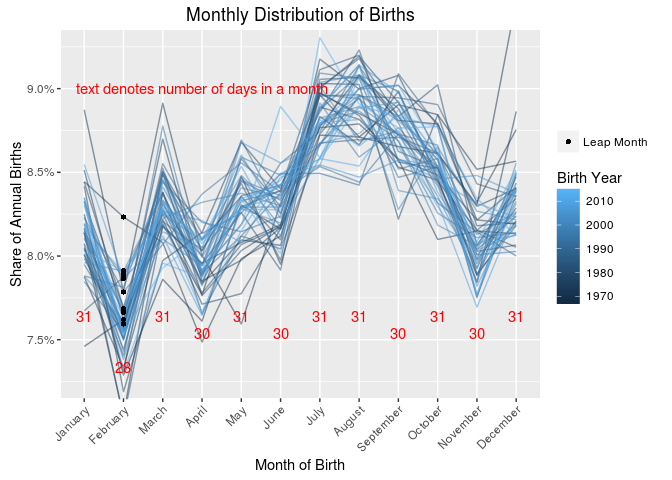 Monthly Distribution of Births
Share of Annual Births
9.0%
8.5%
8.0%
7.5%
text denotes number of days in a month
31
28
31
30
31
30
31
31
30
31
30
31
January
February
March
April
May
June
July
August
September
October
November
December
Month of Birth
Leap Month
Birth Year
2010
2000
1990
1980
1970